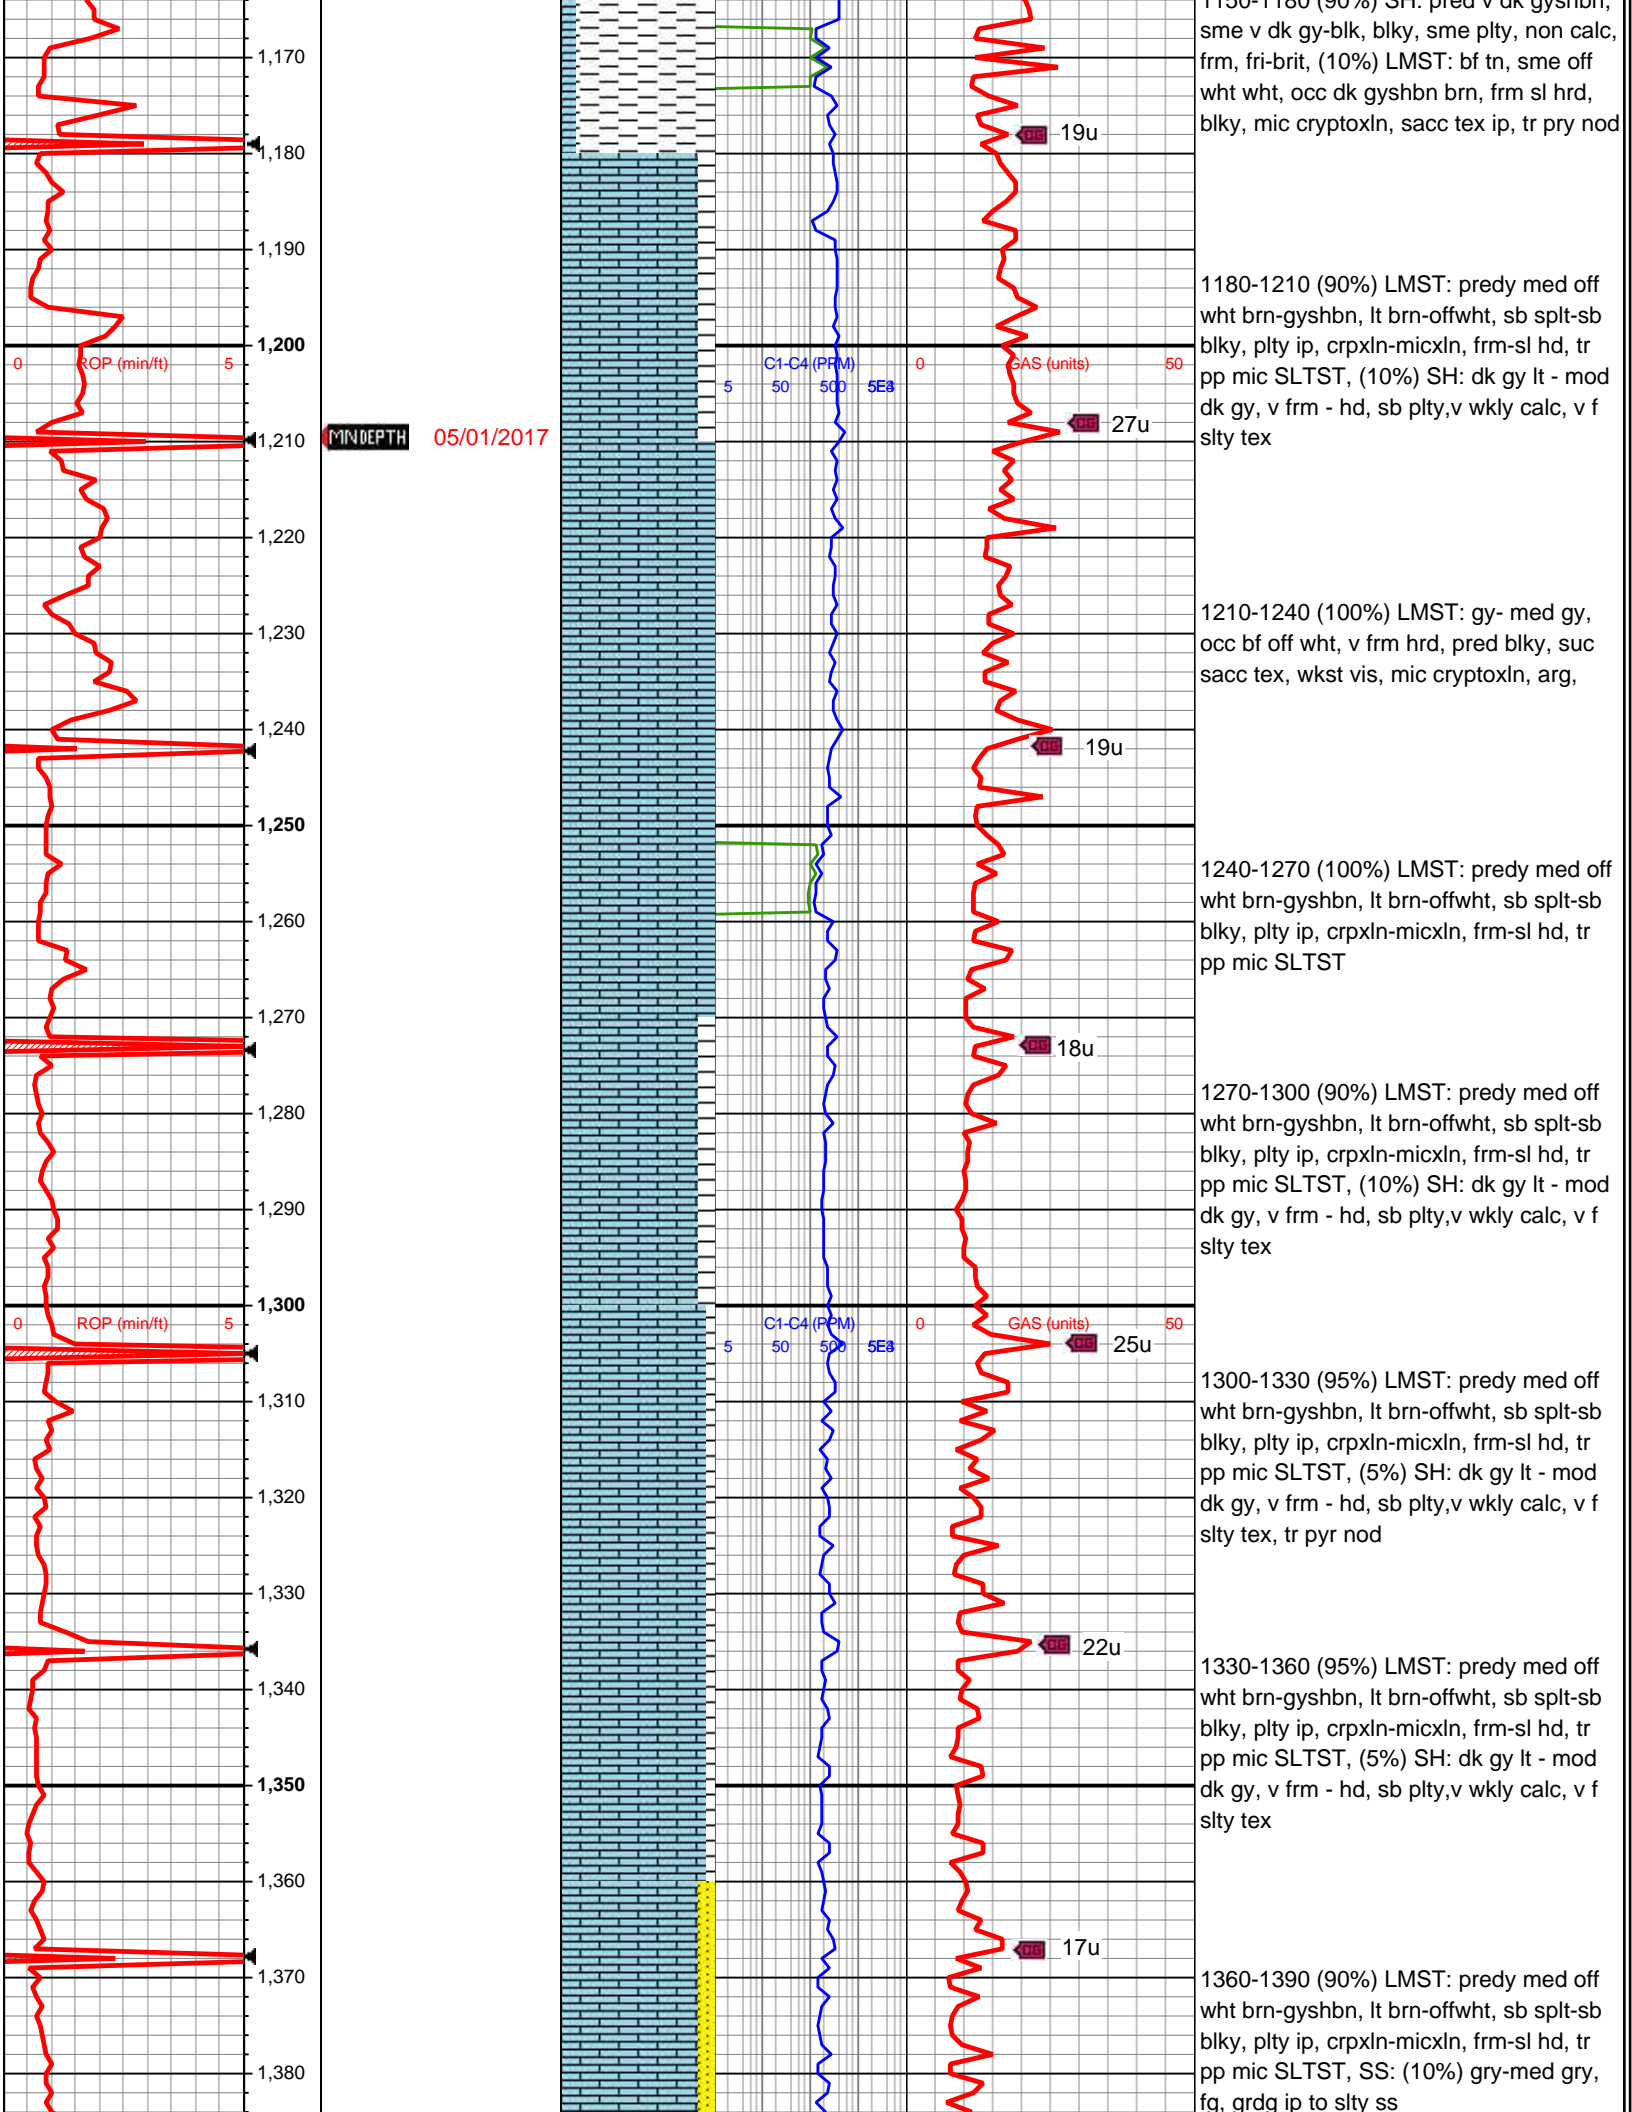 1150-1180 (90%) SH: pred v dk gyshbn,
sme v dk gy-blk, blky, sme plty, non calc,
frm, fri-brit, (10%) LMST: bf tn, sme off
wht wht, occ dk gyshbn brn, frm sl hrd,
blky, mic cryptoxln, sacc tex ip, tr pry nod
1,170
CG 19u
1,180
1,190
1180-1210 (90%) LMST: predy med off
wht brn-gyshbn, lt brn-offwht, sb splt-sb
blky, plty ip, crpxln-micxln, frm-sl hd, tr
pp mic SLTST, (10%) SH: dk gy lt - mod
dk gy, v frm - hd, sb plty,v wkly calc, v f
slty tex
1,200
0 ROP (min/ft) 5
C1-C4 (PPM)
5 50 500 5E3
0 GAS (units) 50
CG 27u
1,210
MN DEPTH 05/01/2017
1,220
1,230
1210-1240 (100%) LMST: gy- med gy,
occ bf off wht, v frm hrd, pred blky, suc
sacc tex, wkst vis, mic cryptoxln, arg,
1,240
CG 19u
1,250
1240-1270 (100%) LMST: predy med off
wht brn-gyshbn, lt brn-offwht, sb splt-sb
blky, plty ip, crpxln-micxln, frm-sl hd, tr
pp mic SLTST
1,260
1,270
CG 18u
1,280
1270-1300 (90%) LMST: predy med off
wht brn-gyshbn, lt brn-offwht, sb splt-sb
blky, plty ip, crpxln-micxln, frm-sl hd, tr
pp mic SLTST, (10%) SH: dk gy lt - mod
dk gy, v frm - hd, sb plty,v wkly calc, v f
slty tex
1,290
1,300
0 ROP (min/ft) 5
C1-C4 (PPM)
5 50 500 5E3
0 GAS (units) 50
CG 25u
1,310
1300-1330 (95%) LMST: predy med off
wht brn-gyshbn, lt brn-offwht, sb splt-sb
blky, plty ip, crpxln-micxln, frm-sl hd, tr
pp mic SLTST, (5%) SH: dk gy lt - mod
dk gy, v frm - hd, sb plty,v wkly calc, v f
slty tex, tr pyr nod
1,320
1,330
CG 22u
1,340
1330-1360 (95%) LMST: predy med off
wht brn-gyshbn, lt brn-offwht, sb splt-sb
blky, plty ip, crpxln-micxln, frm-sl hd, tr
pp mic SLTST, (5%) SH: dk gy lt - mod
dk gy, v frm - hd, sb plty,v wkly calc, v f
slty tex
1,350
1,360
CG 17u
1,370
1360-1390 (90%) LMST: predy med off
wht brn-gyshbn, lt brn-offwht, sb splt-sb
blky, plty ip, crpxln-micxln, frm-sl hd, tr
pp mic SLTST, SS: (10%) gry-med gry,
fg, grdg ip to slty ss
1,380